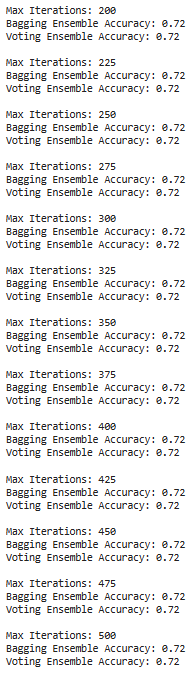 Max Iterations: 200
Bagging Ensemble Accuracy: 0.72
Voting Ensemble Accuracy: 0.72
Max Iterations: 225
Bagging Ensemble Accuracy: 0.72
Voting Ensemble Accuracy: 0.72
Max Iterations: 250
Bagging Ensemble Accuracy: 0.72
Voting Ensemble Accuracy: 0.72
Max Iterations: 275
Bagging Ensemble Accuracy: 0.72
Voting Ensemble Accuracy: 0.72
Max Iterations: 300
Bagging Ensemble Accuracy: 0.72
Voting Ensemble Accuracy: 0.72
Max Iterations: 325
Bagging Ensemble Accuracy: 0.72
Voting Ensemble Accuracy: 0.72
Max Iterations: 350
Bagging Ensemble Accuracy: 0.72
Voting Ensemble Accuracy: 0.72
Max Iterations: 375
Bagging Ensemble Accuracy: 0.72
Voting Ensemble Accuracy: 0.72
Max Iterations: 400
Bagging Ensemble Accuracy: 0.72
Voting Ensemble Accuracy: 0.72
Max Iterations: 425
Bagging Ensemble Accuracy: 0.72
Voting Ensemble Accuracy: 0.72
Max Iterations: 450
Bagging Ensemble Accuracy: 0.72
Voting Ensemble Accuracy: 0.72
Max Iterations: 475
Bagging Ensemble Accuracy: 0.72
Voting Ensemble Accuracy: 0.72
Max Iterations: 500
Bagging Ensemble Accuracy: 0.72
Voting Ensemble Accuracy: 0.72